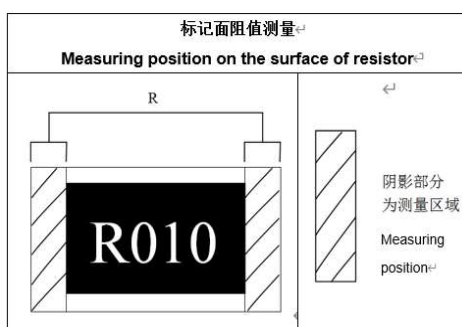 标记面阻值测量
Measuring position on the surface of resistor
R
R010
阴影部分
为测量区域
Measuring
position